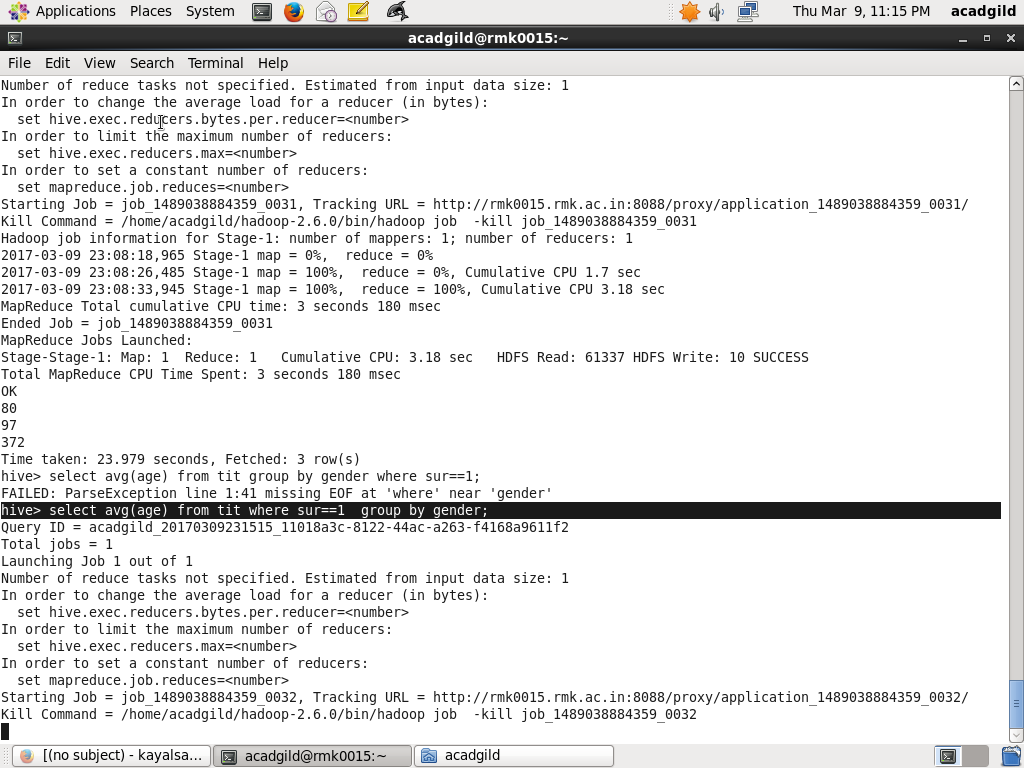 Applications Places System Thu Mar 9, 11:15 PM acadgild
acadgild@rmk0015:~
File Edit View Search Terminal Help
Number of reduce tasks not specified. Estimated from input data size: 1
In order to change the average load for a reducer (in bytes):
  set hive.exec.reducers.bytes.per.reducer=<number>
In order to limit the maximum number of reducers:
  set hive.exec.reducers.max=<number>
In order to set a constant number of reducers:
  set mapreduce.job.reduces=<number>
Starting Job = job_1489038884359_0031, Tracking URL = http://rmk0015.rmk.ac.in:8088/proxy/application_1489038884359_0031/
Kill Command = /home/acadgild/hadoop-2.6.0/bin/hadoop job  -kill job_1489038884359_0031
Hadoop job information for Stage-1: number of mappers: 1; number of reducers: 1
2017-03-09 23:08:18,965 Stage-1 map = 0%,  reduce = 0%
2017-03-09 23:08:26,485 Stage-1 map = 100%,  reduce = 0%, Cumulative CPU 1.7 sec
2017-03-09 23:08:33,945 Stage-1 map = 100%,  reduce = 100%, Cumulative CPU 3.18 sec
MapReduce Total cumulative CPU time: 3 seconds 180 msec
Ended Job = job_1489038884359_0031
MapReduce Jobs Launched:
Stage-Stage-1: Map: 1  Reduce: 1   Cumulative CPU: 3.18 sec   HDFS Read: 61337 HDFS Write: 10 SUCCESS
Total MapReduce CPU Time Spent: 3 seconds 180 msec
OK
80
97
372
Time taken: 23.979 seconds, Fetched: 3 row(s)
hive> select avg(age) from tit group by gender where sur==1;
FAILED: ParseException line 1:41 missing EOF at 'where' near 'gender'
hive> select avg(age) from tit where sur==1  group by gender;
Query ID = acadgild_20170309231515_11018a3c-8122-44ac-a263-f4168a9611f2
Total jobs = 1
Launching Job 1 out of 1
Number of reduce tasks not specified. Estimated from input data size: 1
In order to change the average load for a reducer (in bytes):
  set hive.exec.reducers.bytes.per.reducer=<number>
In order to limit the maximum number of reducers:
  set hive.exec.reducers.max=<number>
In order to set a constant number of reducers:
  set mapreduce.job.reduces=<number>
Starting Job = job_1489038884359_0032, Tracking URL = http://rmk0015.rmk.ac.in:8088/proxy/application_1489038884359_0032/
Kill Command = /home/acadgild/hadoop-2.6.0/bin/hadoop job  -kill job_1489038884359_0032
[(no subject) - kayalsa... acadgild@rmk0015:~ acadgild